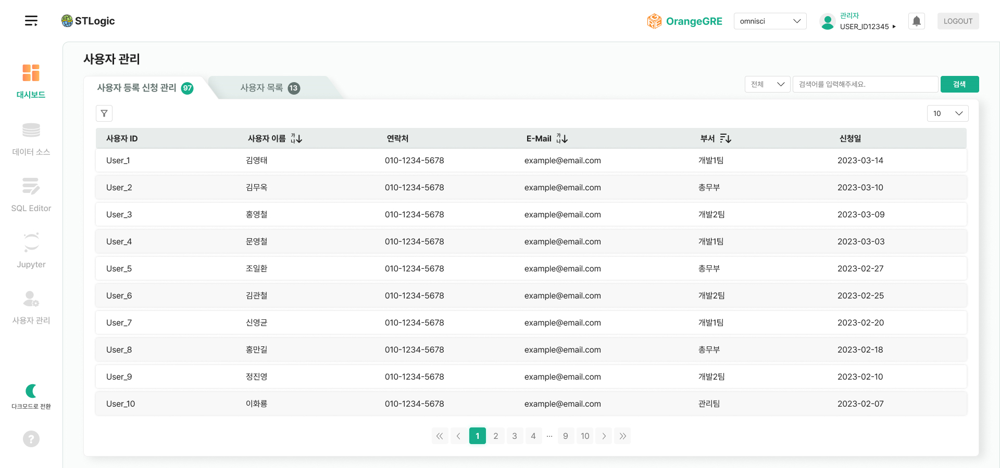 STLogic
OrangeGRE
omnisci
관리자
USER_ID12345
LOGOUT
대시보드
데이터 소스
SQL Editor
Jupyter
사용자 관리
다크모드로 전환
?
사용자 관리
사용자 등록 신청 관리 97
사용자 목록 13
전체
검색어를 입력해주세요.
검색
10
사용자 ID 사용자 이름 가나 연락처 E-Mail 가나 부서 신청일
User_1 김영태 010-1234-5678 example@email.com 개발1팀 2023-03-14
User_2 김무옥 010-1234-5678 example@email.com 총무부 2023-03-10
User_3 홍영철 010-1234-5678 example@email.com 개발2팀 2023-03-09
User_4 문영철 010-1234-5678 example@email.com 개발1팀 2023-03-03
User_5 조일환 010-1234-5678 example@email.com 총무부 2023-02-27
User_6 김관철 010-1234-5678 example@email.com 개발2팀 2023-02-25
User_7 신영균 010-1234-5678 example@email.com 개발1팀 2023-02-20
User_8 홍만길 010-1234-5678 example@email.com 총무부 2023-02-18
User_9 정진영 010-1234-5678 example@email.com 개발2팀 2023-02-10
User_10 이화룡 010-1234-5678 example@email.com 관리팀 2023-02-07
1 2 3 4 ... 9 10